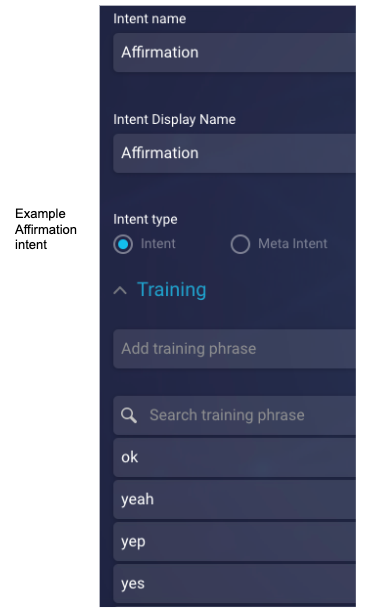 Intent name
Affirmation
Intent Display Name
Affirmation
Example
Affirmation
intent
Intent type
Intent Meta Intent
Training
Add training phrase
Search training phrase
ok
yeah
yep
yes